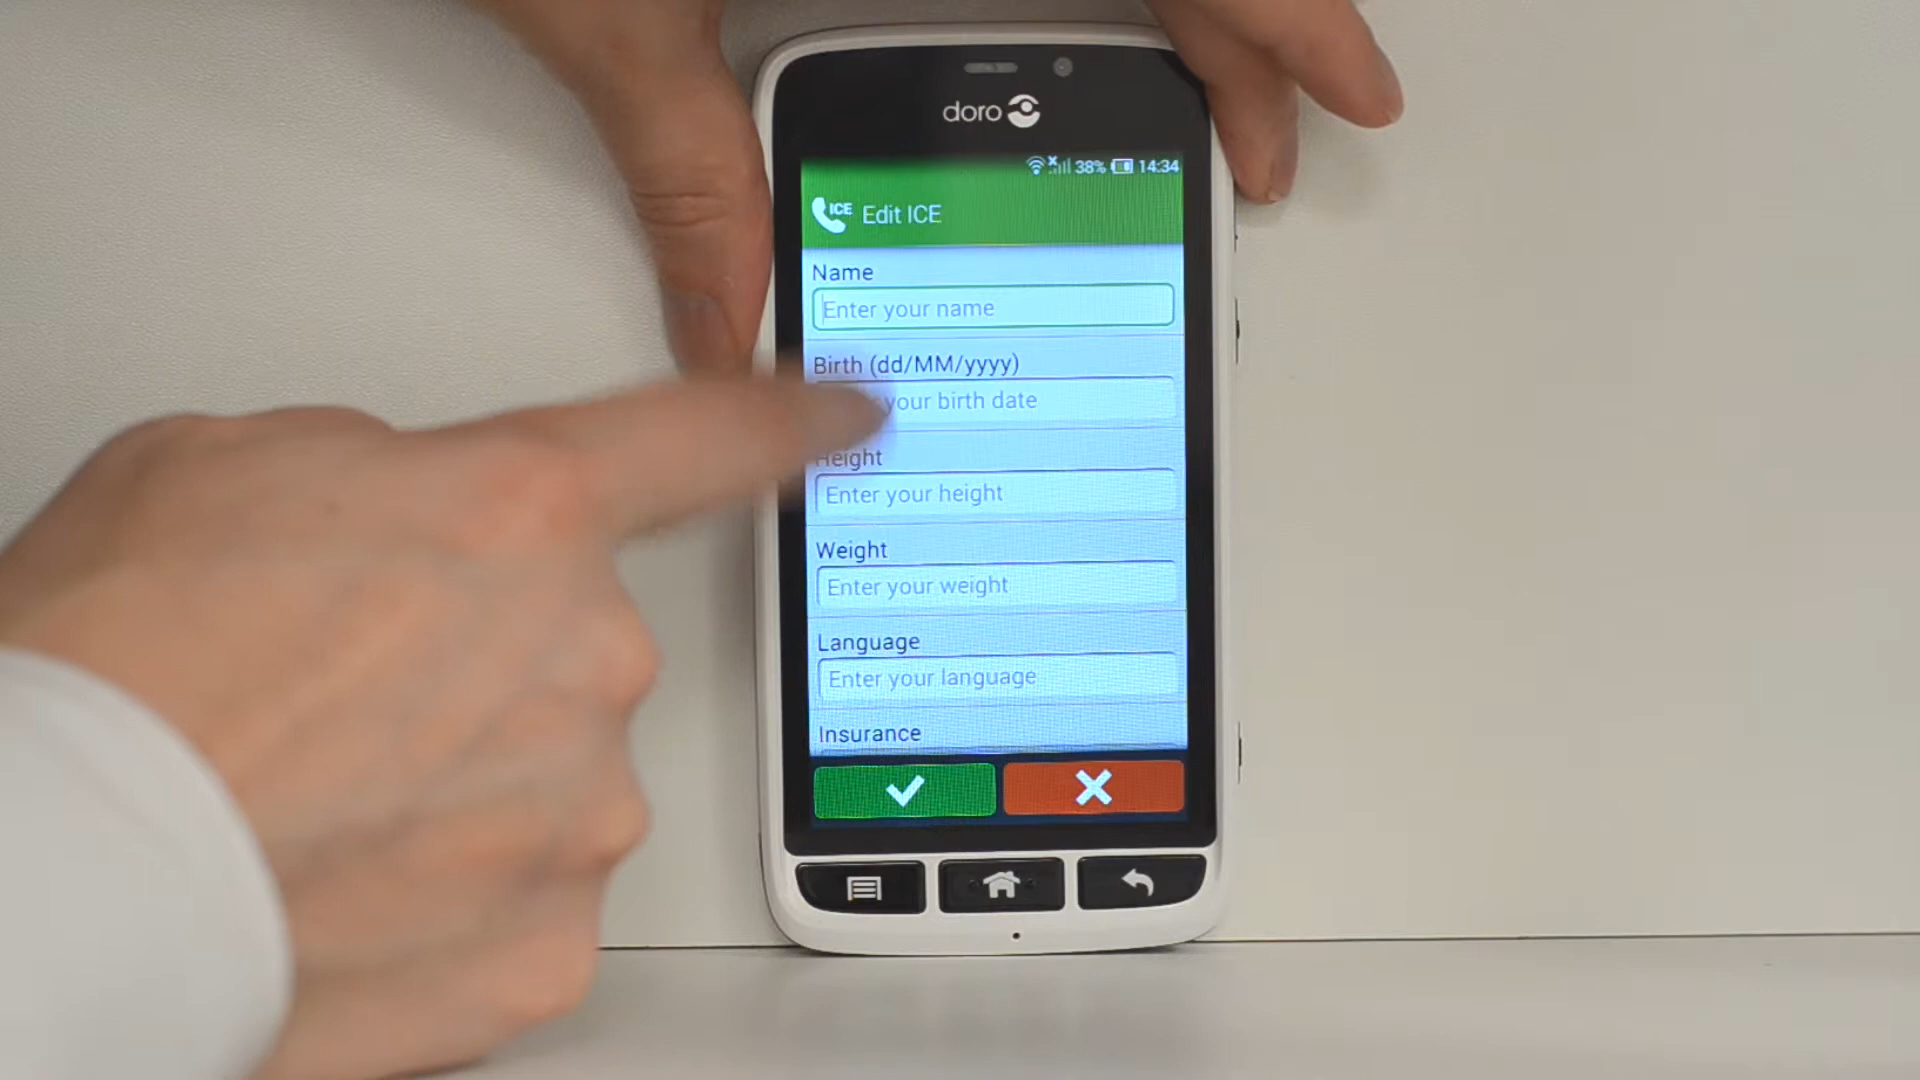 doro
38% 14:34
ICE Edit ICE
Name
Enter your name
Birth (dd/MM/yyyy)
your birth date
Height
Enter your height
Weight
Enter your weight
Language
Enter your language
Insurance